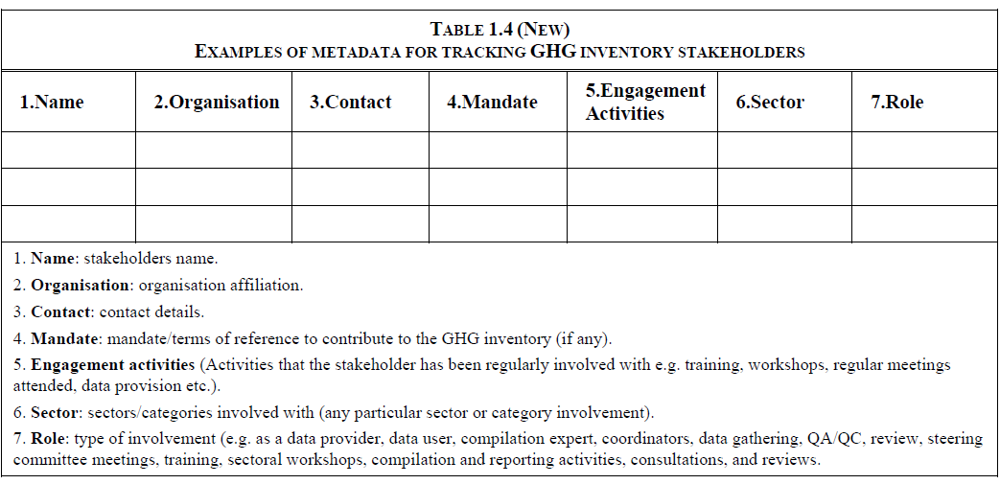 TABLE 1.4 (NEW)
EXAMPLES OF METADATA FOR TRACKING GHG INVENTORY STAKEHOLDERS
1.Name 2.Organisation 3.Contact 4.Mandate 5.Engagement Activities 6.Sector 7.Role
1. Name: stakeholders name.
2. Organisation: organisation affiliation.
3. Contact: contact details.
4. Mandate: mandate/terms of reference to contribute to the GHG inventory (if any).
5. Engagement activities (Activities that the stakeholder has been regularly involved with e.g. training, workshops, regular meetings
attended, data provision etc.).
6. Sector: sectors/categories involved with (any particular sector or category involvement).
7. Role: type of involvement (e.g. as a data provider, data user, compilation expert, coordinators, data gathering, QA/QC, review, steering
committee meetings, training, sectoral workshops, compilation and reporting activities, consultations, and reviews.